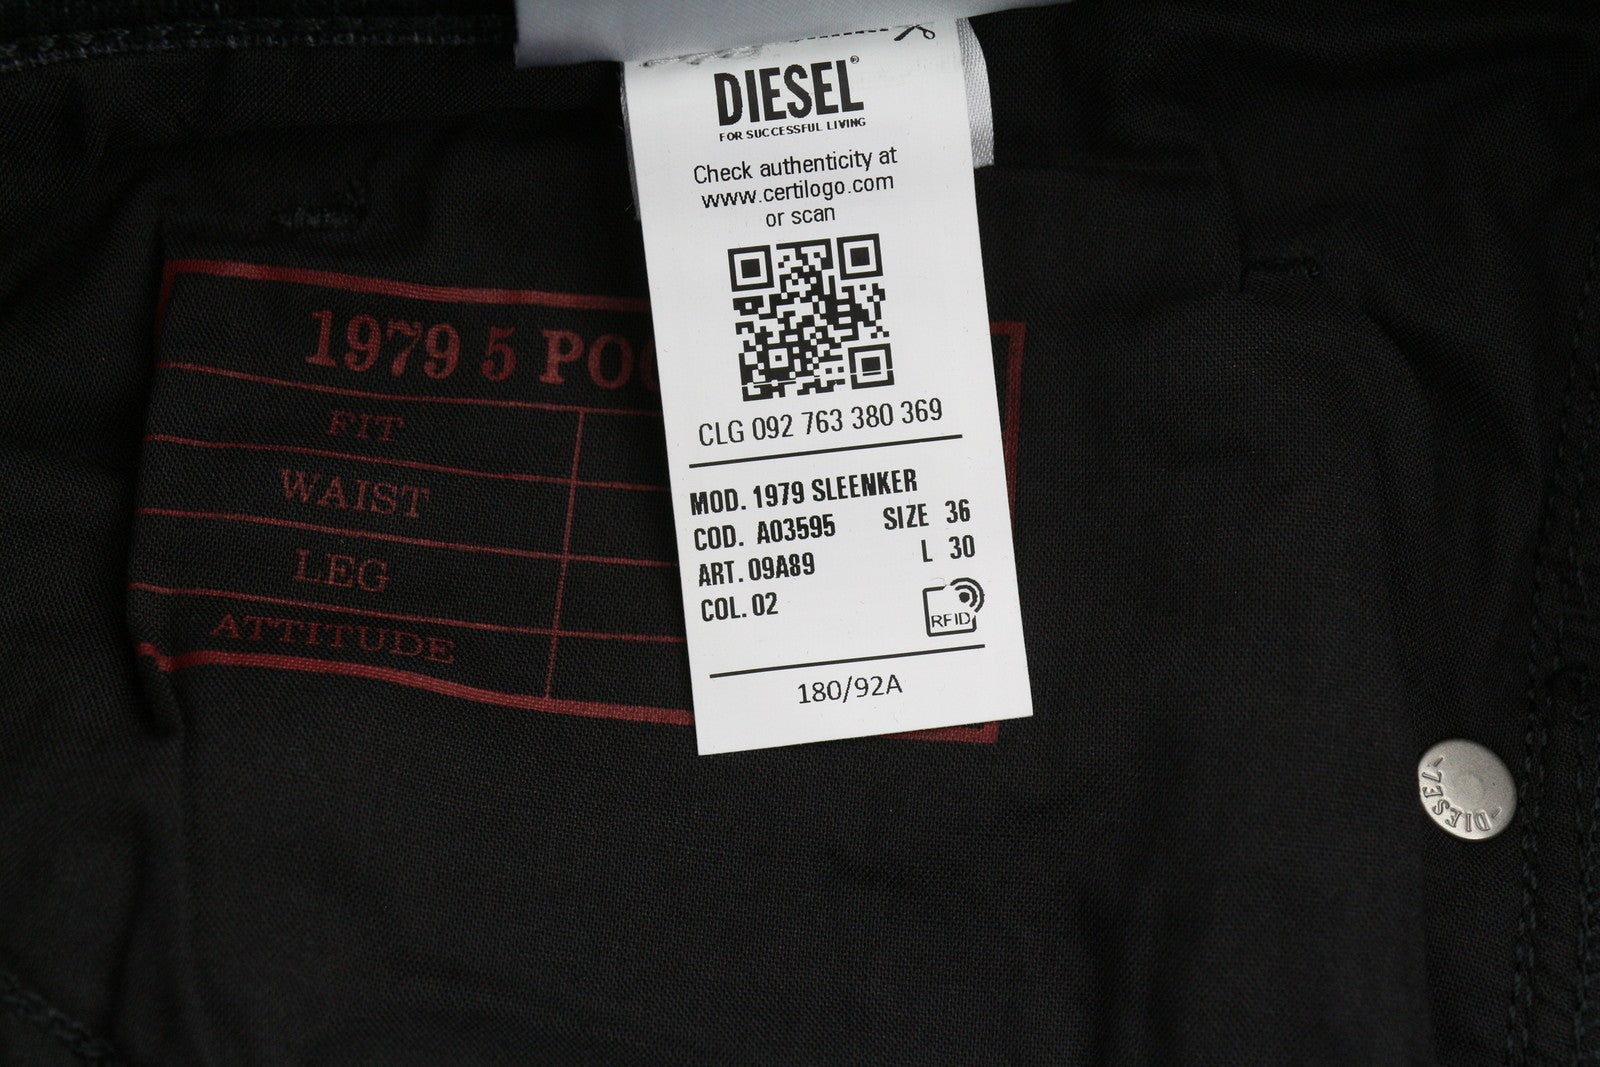 DIESEL®
FOR SUCCESSFUL LIVING
Check authenticity at
www.certilogo.com
or scan
CLG 092 763 380 369
MOD. 1979 SLEENKER
COD. A03595 SIZE 36
ART. 09A89 L 30
COL. 02
RFID
180/92A
1979 5
FIT
WAIST
LEG
ATTITUDE
DIESEL